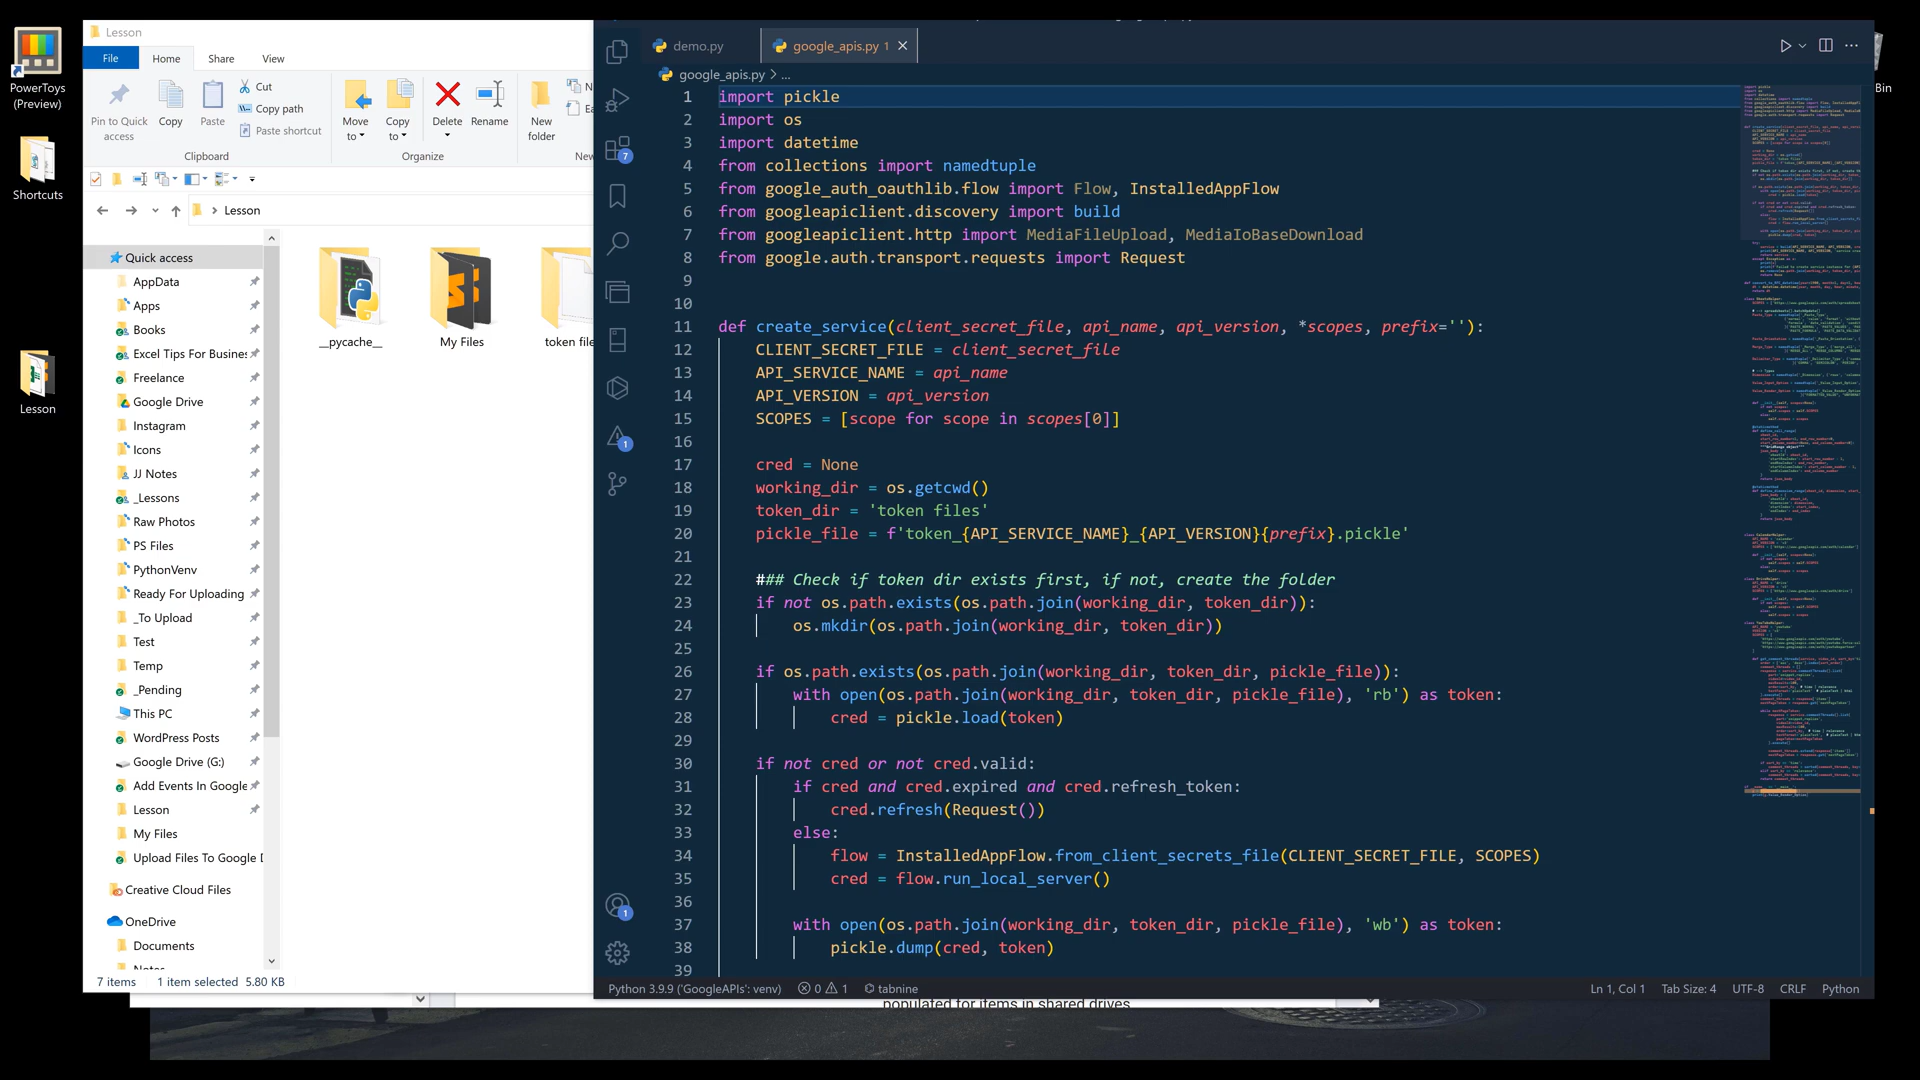 PowerToys
(Preview)
Shortcuts
Lesson
Bin
Lesson
File
Home
Share
View
Pin to Quick
access
Copy
Paste
Cut
Copy path
Paste shortcut
Clipboard
Move
to
Copy
to
Delete
Rename
Organize
New
folder
Lesson
Quick access
AppData
Apps
Books
Excel Tips For Busine
Freelance
Google Drive
Instagram
Icons
JJ Notes
_Lessons
Raw Photos
PS Files
PythonVenv
Ready For Uploading
_To Upload
Test
Temp
_Pending
This PC
WordPress Posts
Google Drive (G:)
Add Events In Google
Lesson
My Files
Upload Files To Google D
Creative Cloud Files
OneDrive
Documents
__pycache__
My Files
token file
7 items
1 item selected 5.80 KB
demo.py
google_apis.py 1
google_apis.py > ...
1 import pickle
2 import os
3 import datetime
4 from collections import namedtuple
5 from google_auth_oauthlib.flow import Flow, InstalledAppFlow
6 from googleapiclient.discovery import build
7 from googleapiclient.http import MediaFileUpload, MediaIoBaseDownload
8 from google.auth.transport.requests import Request
9
10
11 def create_service(client_secret_file, api_name, api_version, *scopes, prefix=''):
12 CLIENT_SECRET_FILE = client_secret_file
13 API_SERVICE_NAME = api_name
14 API_VERSION = api_version
15 SCOPES = [scope for scope in scopes[0]]
16
17 cred = None
18 working_dir = os.getcwd()
19 token_dir = 'token files'
20 pickle_file = f'token_{API_SERVICE_NAME}_{API_VERSION}{prefix}.pickle'
21
22 ### Check if token dir exists first, if not, create the folder
23 if not os.path.exists(os.path.join(working_dir, token_dir)):
24 os.mkdir(os.path.join(working_dir, token_dir))
25
26 if os.path.exists(os.path.join(working_dir, token_dir, pickle_file)):
27 with open(os.path.join(working_dir, token_dir, pickle_file), 'rb') as token:
28 cred = pickle.load(token)
29
30 if not cred or not cred.valid:
31 if cred and cred.expired and cred.refresh_token:
32 cred.refresh(Request())
33 else:
34 flow = InstalledAppFlow.from_client_secrets_file(CLIENT_SECRET_FILE, SCOPES)
35 cred = flow.run_local_server()
36
37 with open(os.path.join(working_dir, token_dir, pickle_file), 'wb') as token:
38 pickle.dump(cred, token)
39
7
1
1
Python 3.9.9 ('GoogleAPIs': venv)
0
1
tabnine
Ln 1, Col 1
Tab Size: 4
UTF-8
CRLF
Python
populated for items in shared drives.